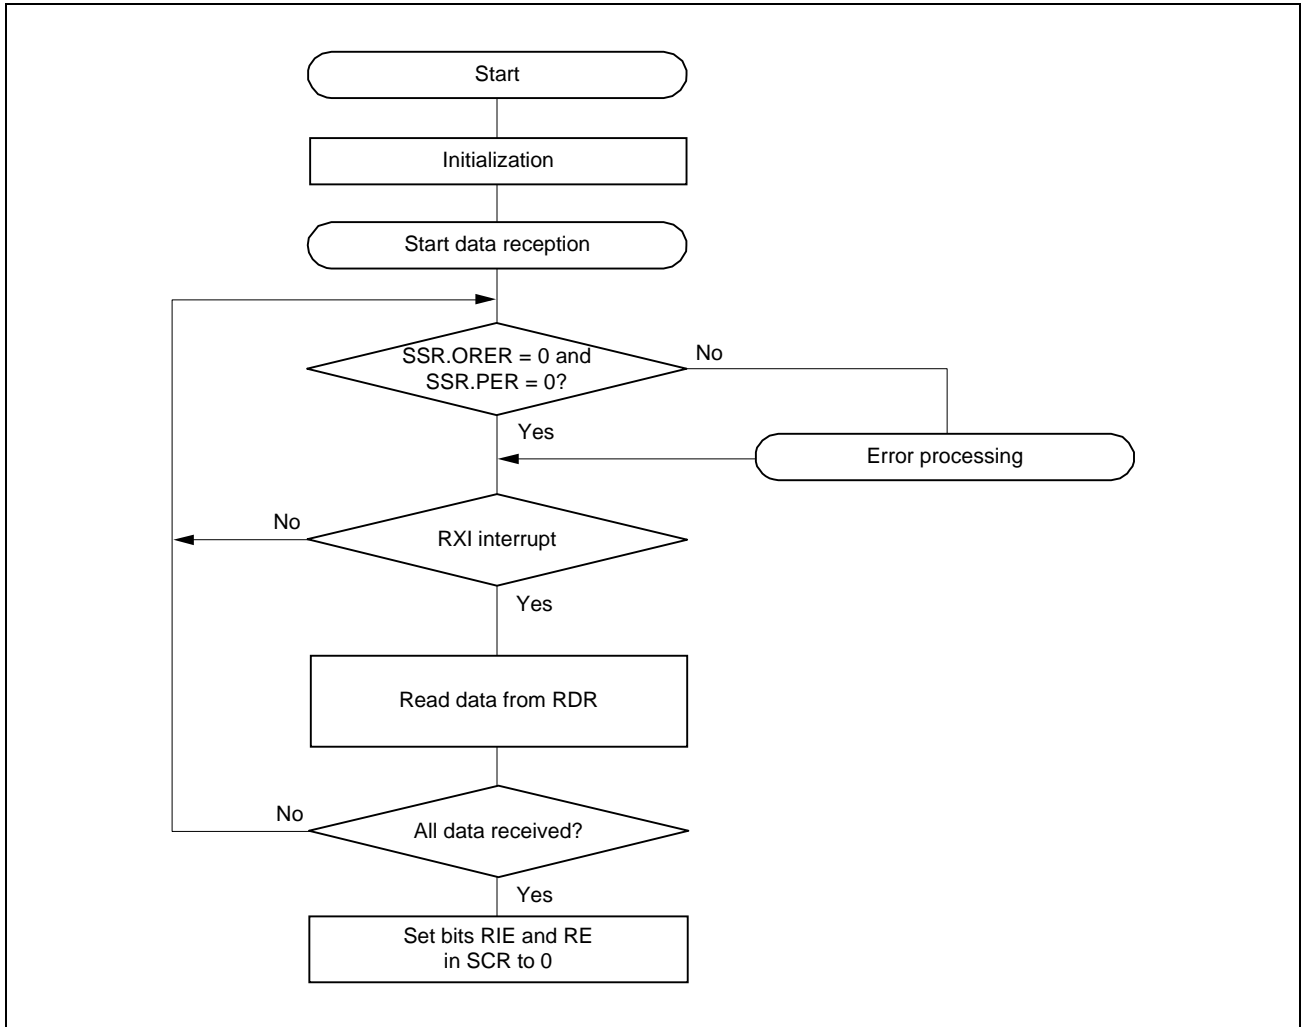 Start
Initialization
Start data reception
SSR.ORER = 0 and
SSR.PER = 0?
No
Yes
Error processing
No
RXI interrupt
Yes
Read data from RDR
No
All data received?
Yes
Set bits RIE and RE
in SCR to 0